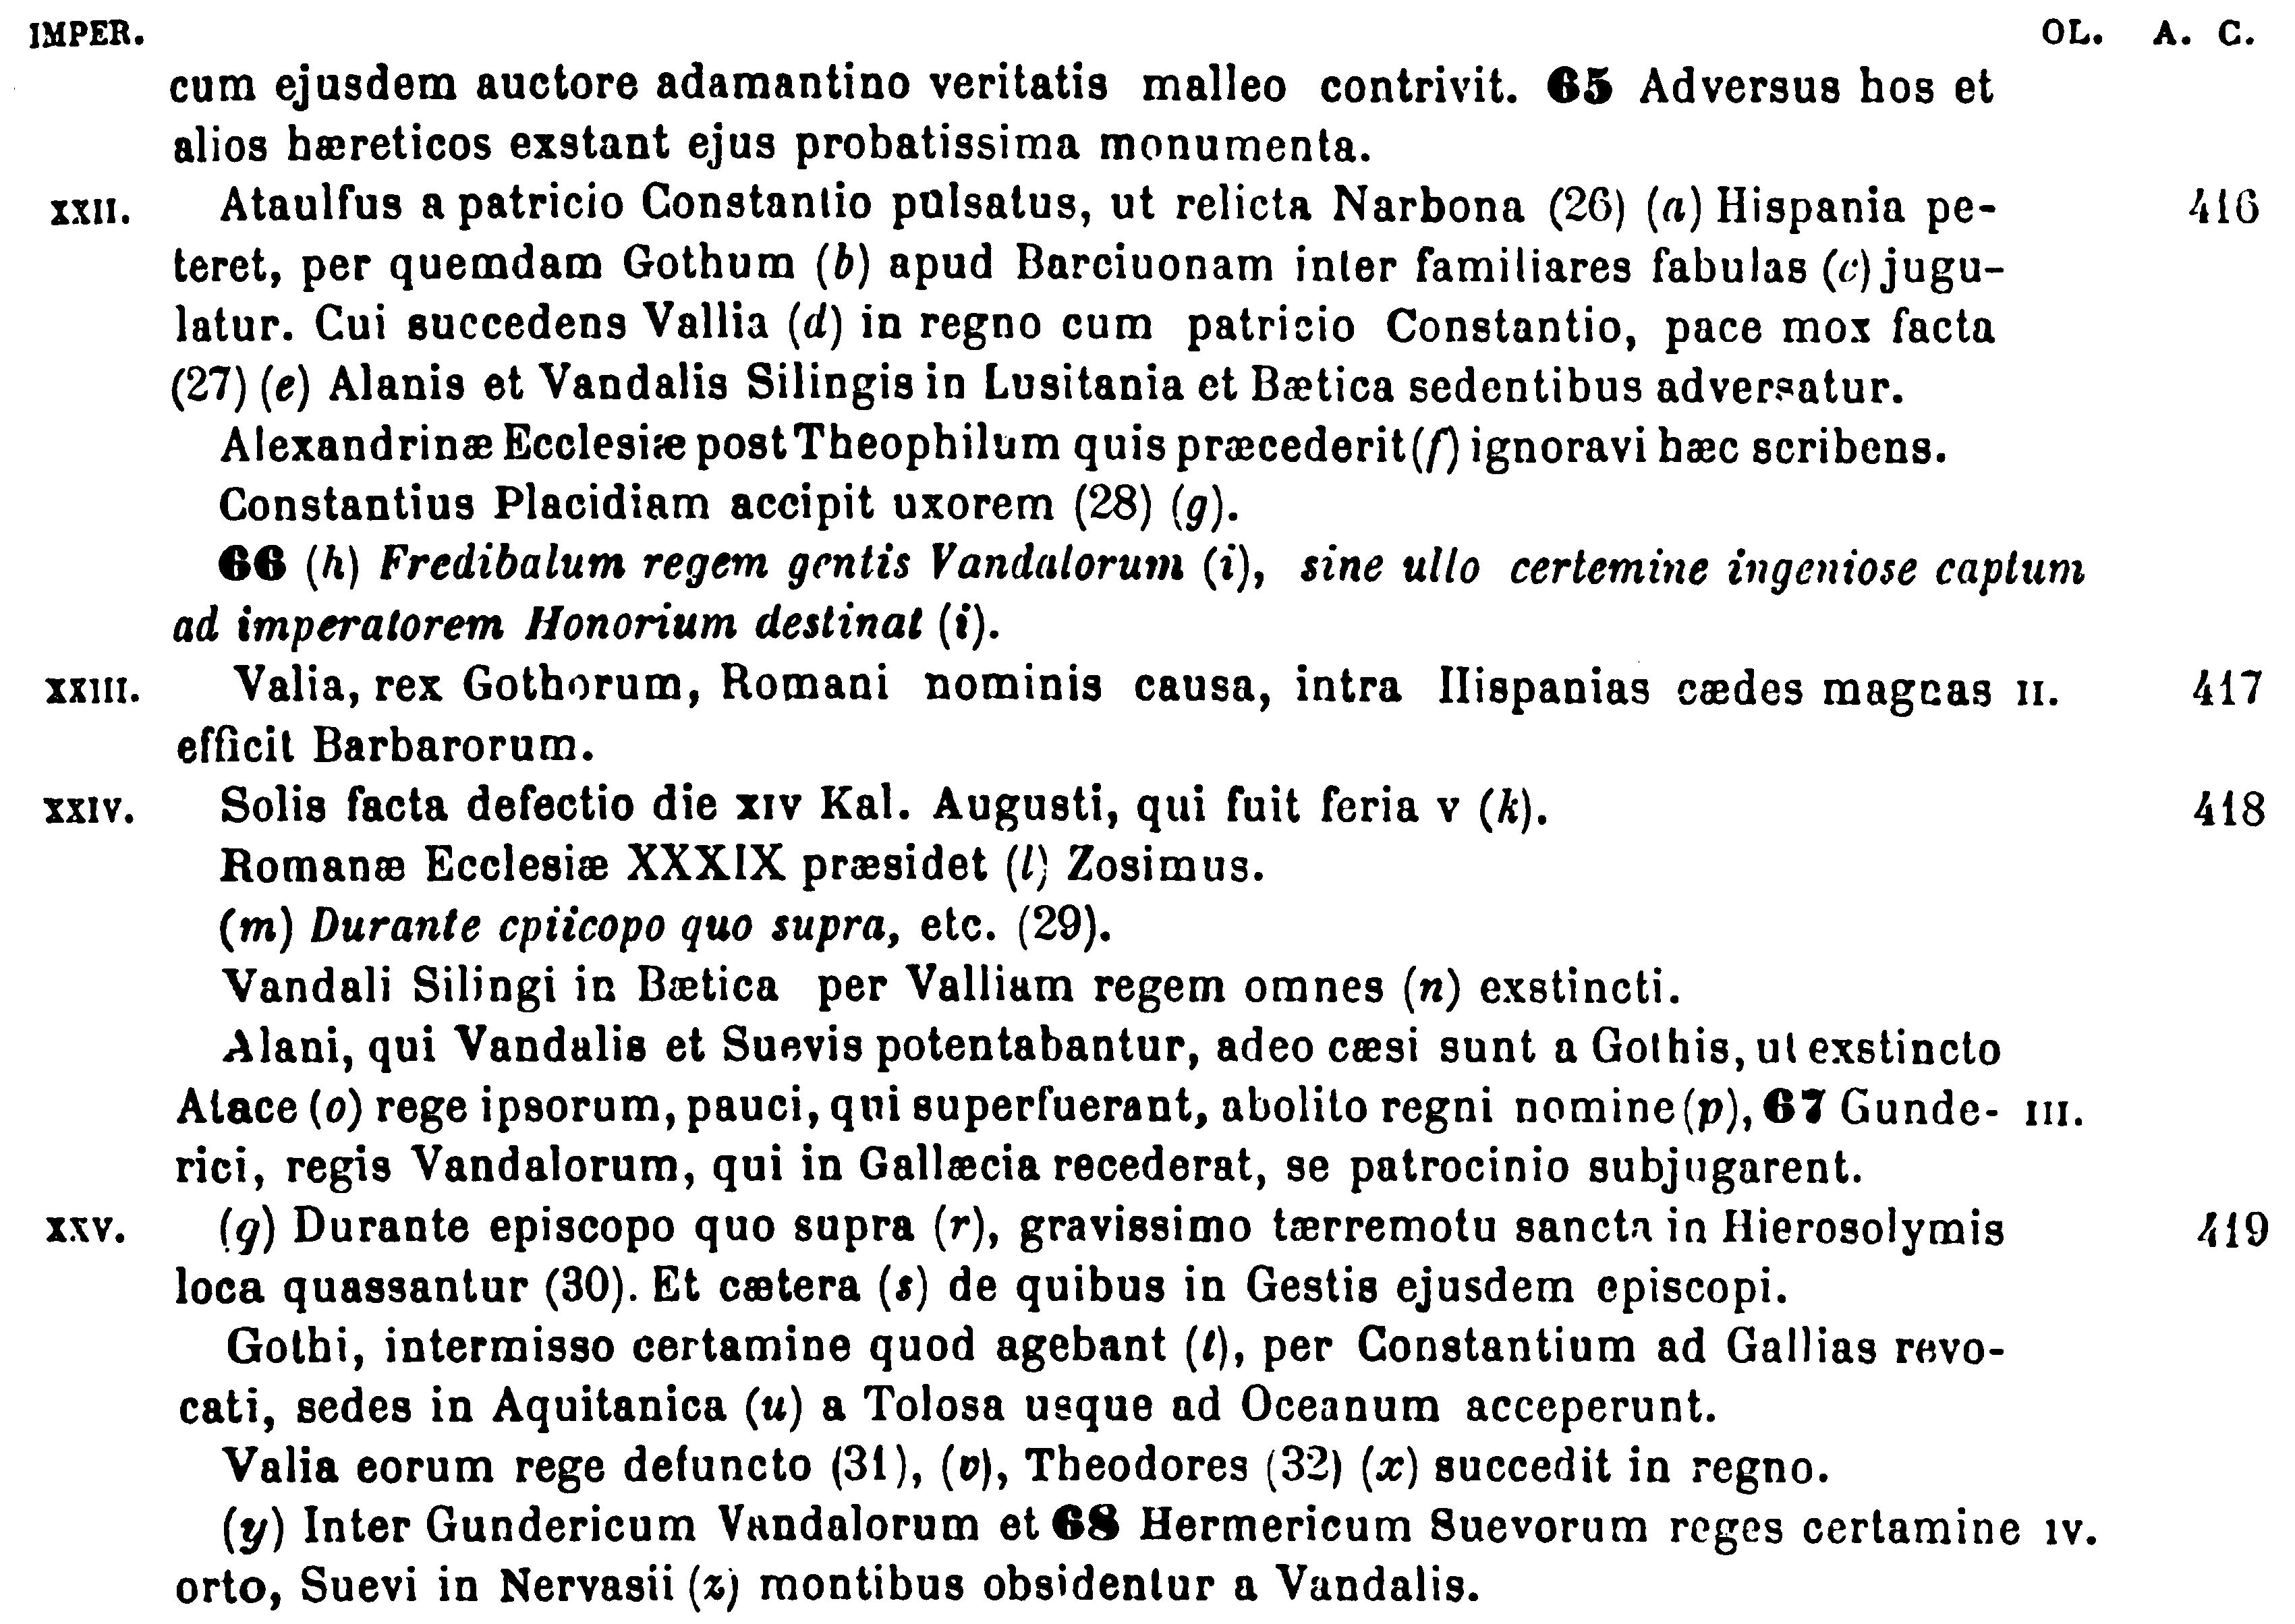 IMPER. OL. A. C.
cum ejusdem auctore adamantino veritatis malleo contrivit. 65 Adversus hos et
alios hæreticos exstant ejus probatissima monumenta.
XXII. Ataulfus a patricio Constantio pulsatus, ut relicta Narbona (26) (a) Hispania pe- 416
teret, per quemdam Gothum (b) apud Barciuonam inter familiares fabulas (c) jugu-
latur. Cui succedens Vallia (d) in regno cum patricio Constantio, pace mox facta
(27) (e) Alanis et Vandalis Silingis in Lusitania et Bætica sedentibus adversatur.
Alexandrinæ Ecclesiæ post Theophilum quis præcederit (f) ignoravi hæc scribens.
Constantius Placidiam accipit uxorem (28) (g).
66 (h) Fredibalum regem gentis Vandalorum (i), sine ullo certemine ingeniose captum
ad imperatorem Honorium destinat (i).
XXIII. Valia, rex Gothorum, Romani nominis causa, intra Hispanias cædes magnas II. 417
efficit Barbarorum.
XXIV. Solis facta defectio die XIV Kal. Augusti, qui fuit feria V (k). 418
Romanæ Ecclesiæ XXXIX præsidet (l) Zosimus.
(m) Durante cpiicopo quo supra, etc. (29).
Vandali Silingi in Bætica per Valliam regem omnes (n) exstincti.
Alani, qui Vandalis et Suevis potentabantur, adeo cæsi sunt a Gothis, ut exstincto
Atace (o) rege ipsorum, pauci, qui superfuerant, abolito regni nomine (p), 67 Gunde- III.
rici, regis Vandalorum, qui in Gallæcia recederat, se patrocinio subjugarent.
XXV. (g) Durante episcopo quo supra (r), gravissimo tærremotu sancta in Hierosolymis 419
loca quassantur (30). Et cætera (s) de quibus in Gestis ejusdem episcopi.
Gothi, intermisso certamine quod agebant (t), per Constantium ad Gallias revo-
cati, sedes in Aquitanica (u) a Tolosa usque ad Oceanum acceperunt.
Valia eorum rege defuncto (31), (v), Theodores (32) (x) succedit in regno.
(y) Inter Gundericum Vandalorum et 68 Hermericum Suevorum reges certamine IV.
orto, Suevi in Nervasii (z) montibus obsidentur a Vandalis.